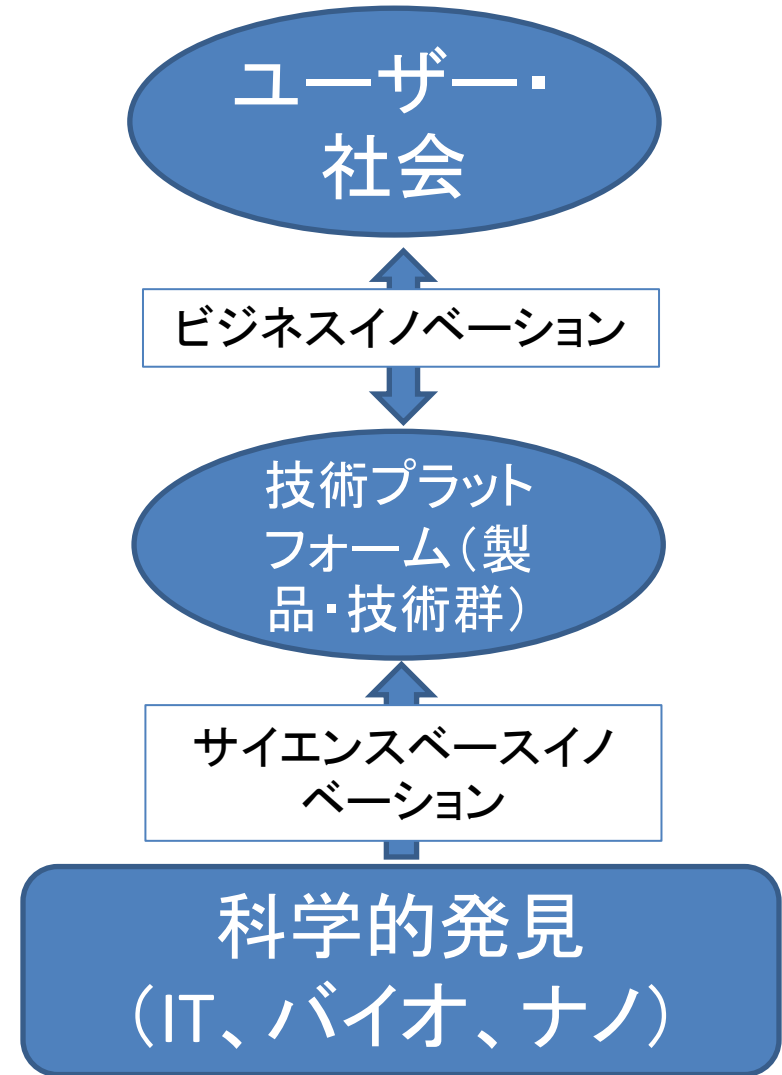 ユーザー・
社会
ビジネスイノベーション
技術プラット
フォーム（製
品・技術群）
サイエンスベースイノ
ベーション
科学的発見
（IT、バイオ、ナノ）